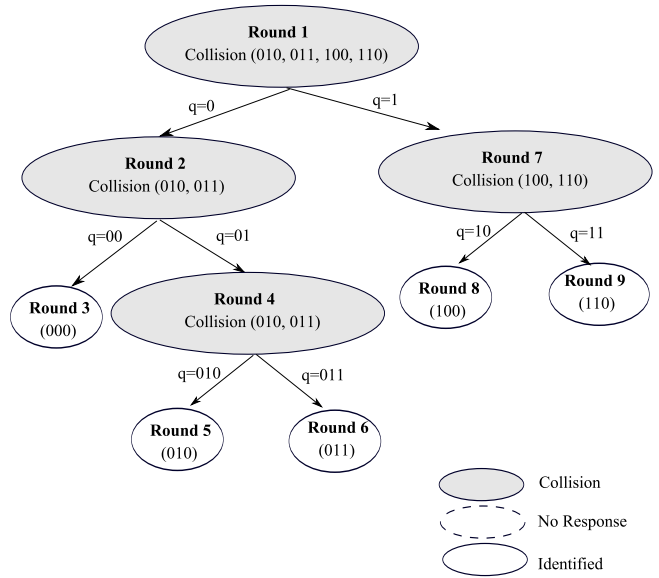 Round 1
Collision (010, 011, 100, 110)
q=0
q=1
Round 2
Collision (010, 011)
Round 7
Collision (100, 110)
q=00
q=01
q=10
q=11
Round 3
(000)
Round 4
Collision (010, 011)
Round 8
(100)
Round 9
(110)
q=010
q=011
Round 5
(010)
Round 6
(011)
Collision
No Response
Identified